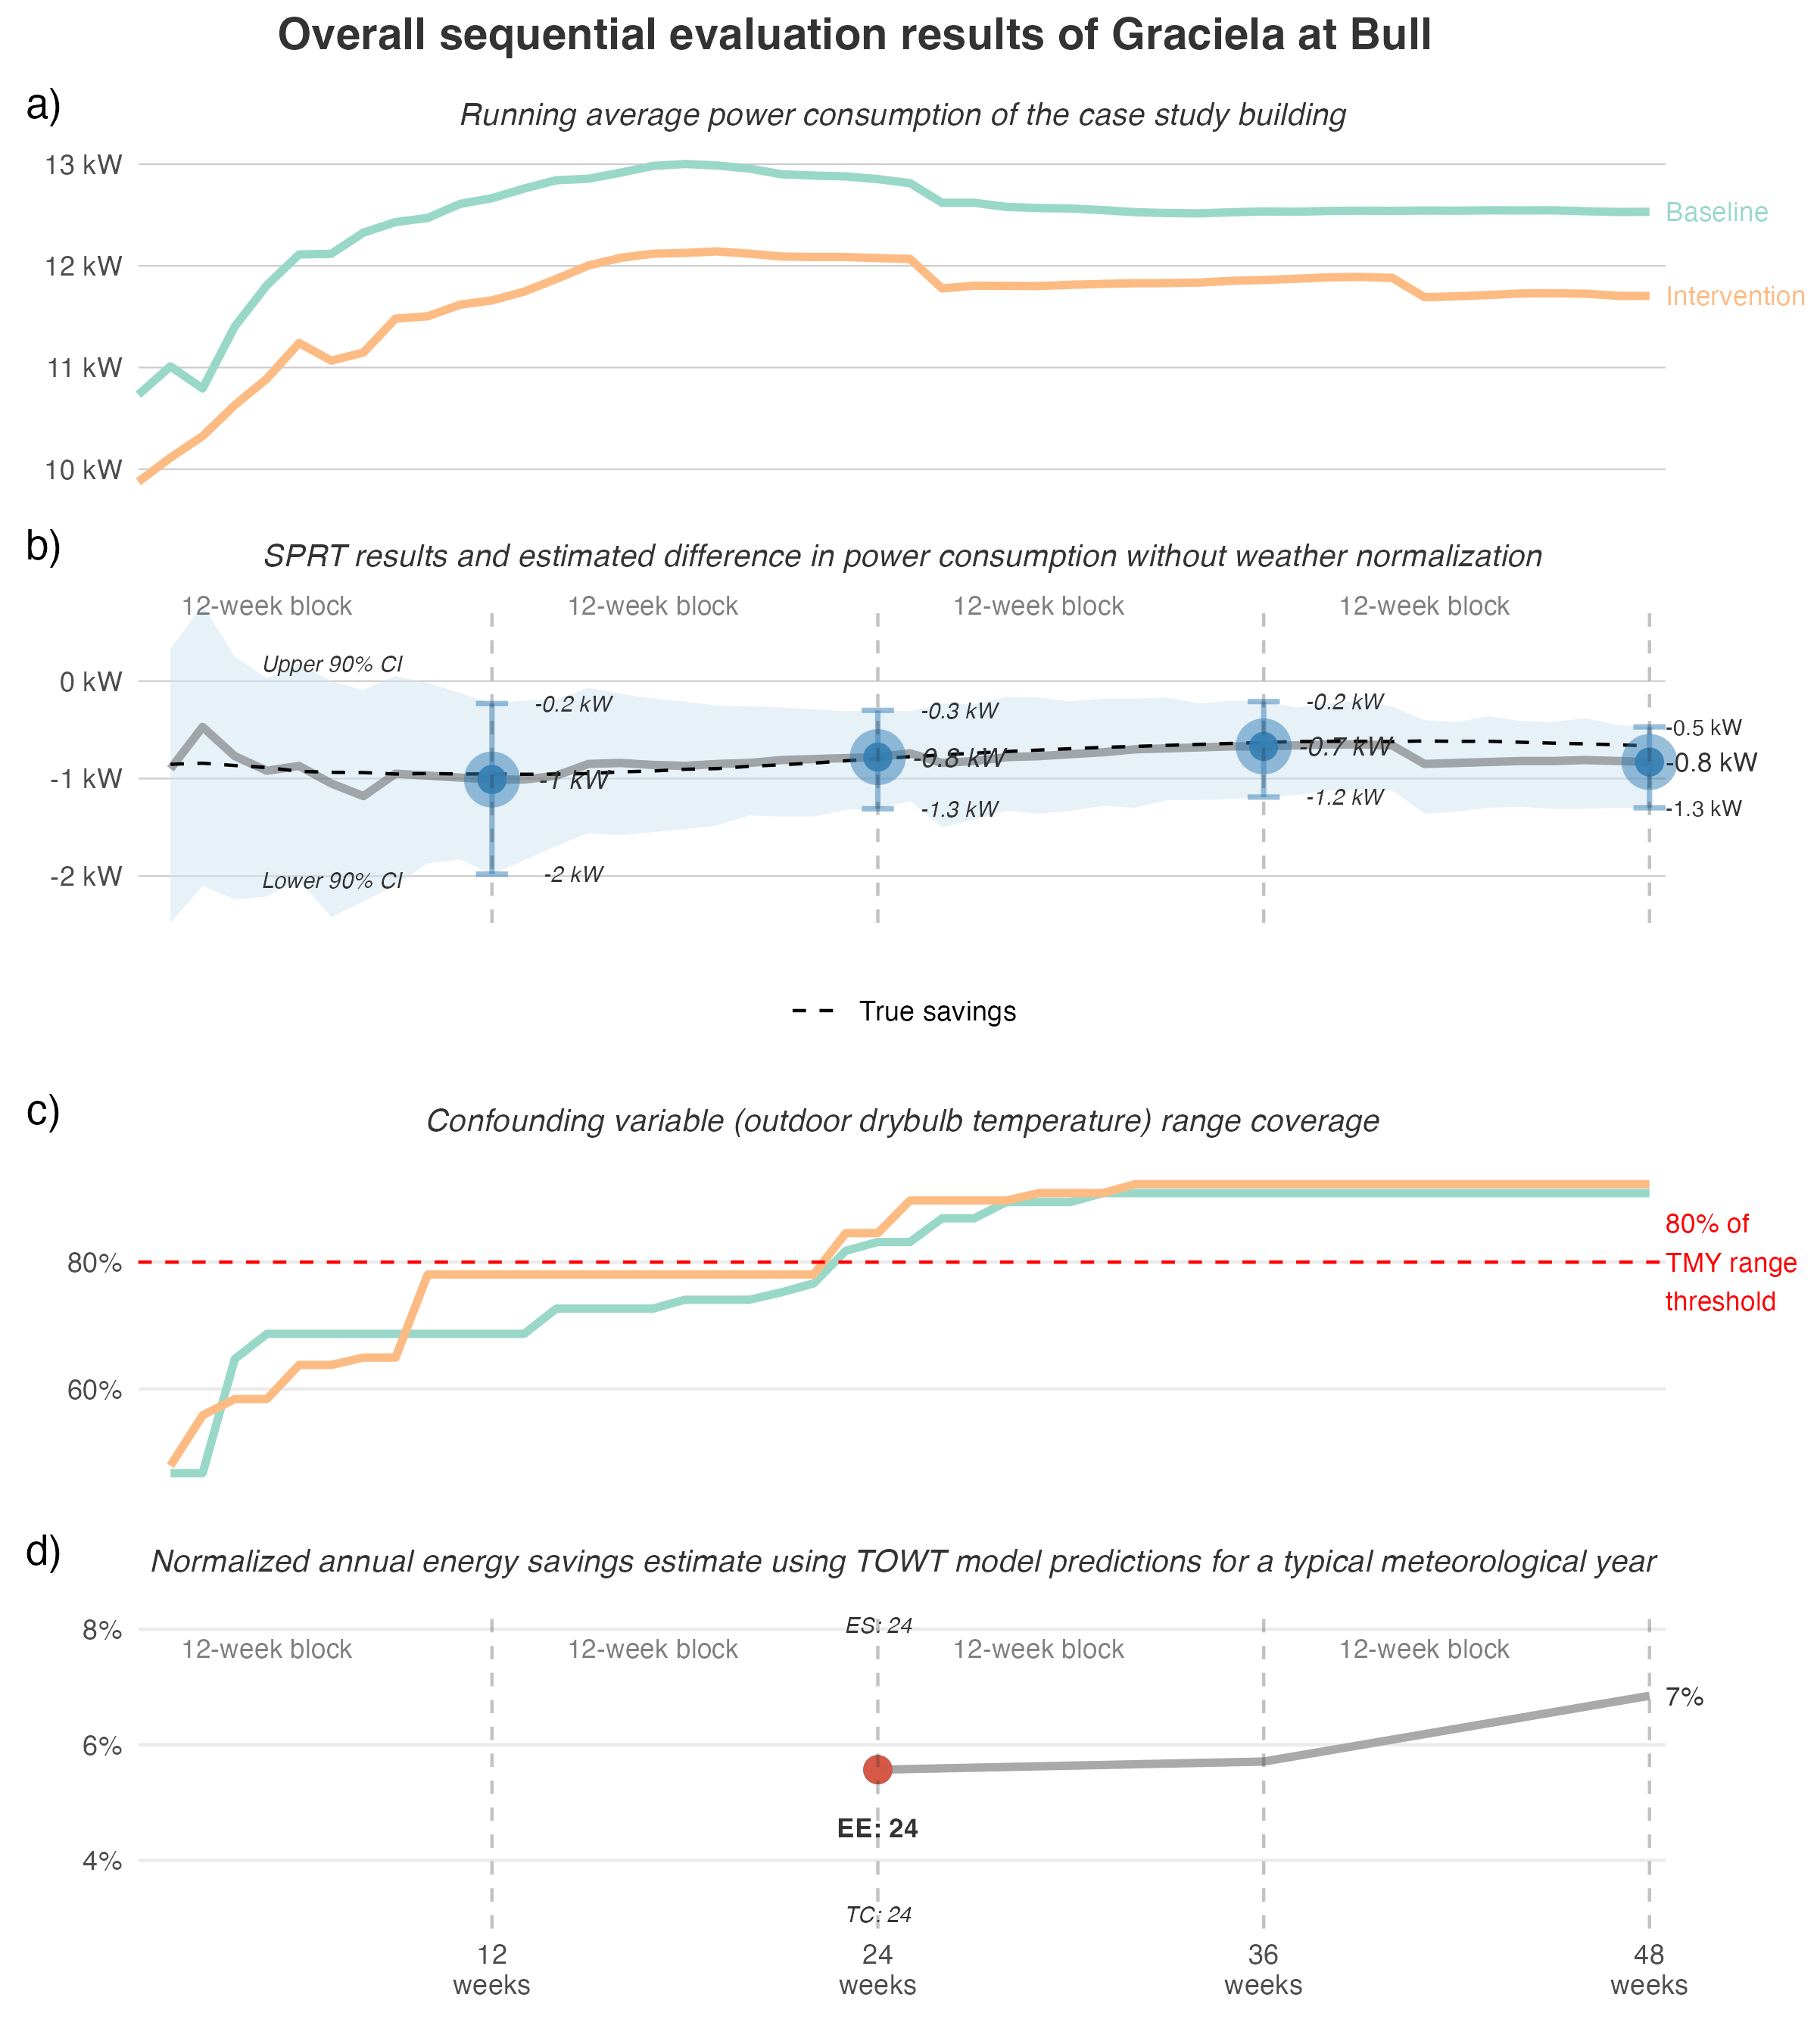 Overall sequential evaluation results of Graciela at Bull
a)
Running average power consumption of the case study building
13 kW
12 kW
11 kW
10 kW
Baseline
Intervention
b)
SPRT results and estimated difference in power consumption without weather normalization
12-week block 12-week block 12-week block 12-week block
Upper 90% CI
Lower 90% CI
0 kW
-1 kW
-2 kW
-0.2 kW
-1 kW
-2 kW
-0.3 kW
-0.8 kW
-1.3 kW
-0.2 kW
-0.7 kW
-1.2 kW
-0.5 kW
-0.8 kW
-1.3 kW
True savings
c)
Confounding variable (outdoor drybulb temperature) range coverage
80%
60%
80% of
TMY range
threshold
d)
Normalized annual energy savings estimate using TOWT model predictions for a typical meteorological year
8%
6%
4%
12-week block 12-week block 12-week block 12-week block
ES: 24
7%
EE: 24
TC: 24
12
weeks
24
weeks
36
weeks
48
weeks